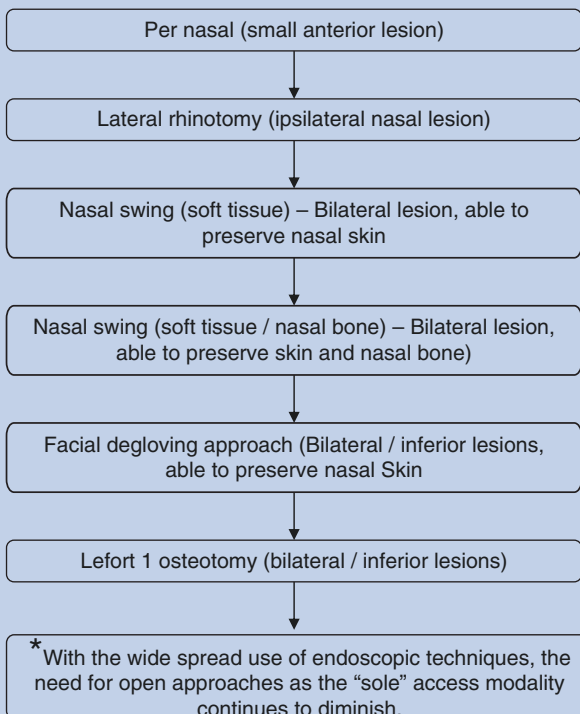 Per nasal (small anterior lesion)
Lateral rhinotomy (ipsilateral nasal lesion)
Nasal swing (soft tissue) – Bilateral lesion, able to
preserve nasal skin
Nasal swing (soft tissue / nasal bone) – Bilateral lesion,
able to preserve skin and nasal bone)
Facial degloving approach (Bilateral / inferior lesions,
able to preserve nasal Skin
Lefort 1 osteotomy (bilateral / inferior lesions)
*With the wide spread use of endoscopic techniques, the
need for open approaches as the “sole” access modality
continues to diminish.